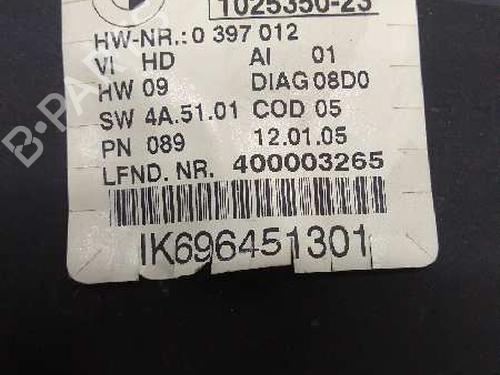 1025350-23
HW-NR.: 0 397 012
VI HD AI 01
HW 09 DIAG 08D0
SW 4A.51.01 COD 05
PN 089 12.01.05
LFND. NR. 400003265
IK696451301
B-PARTS